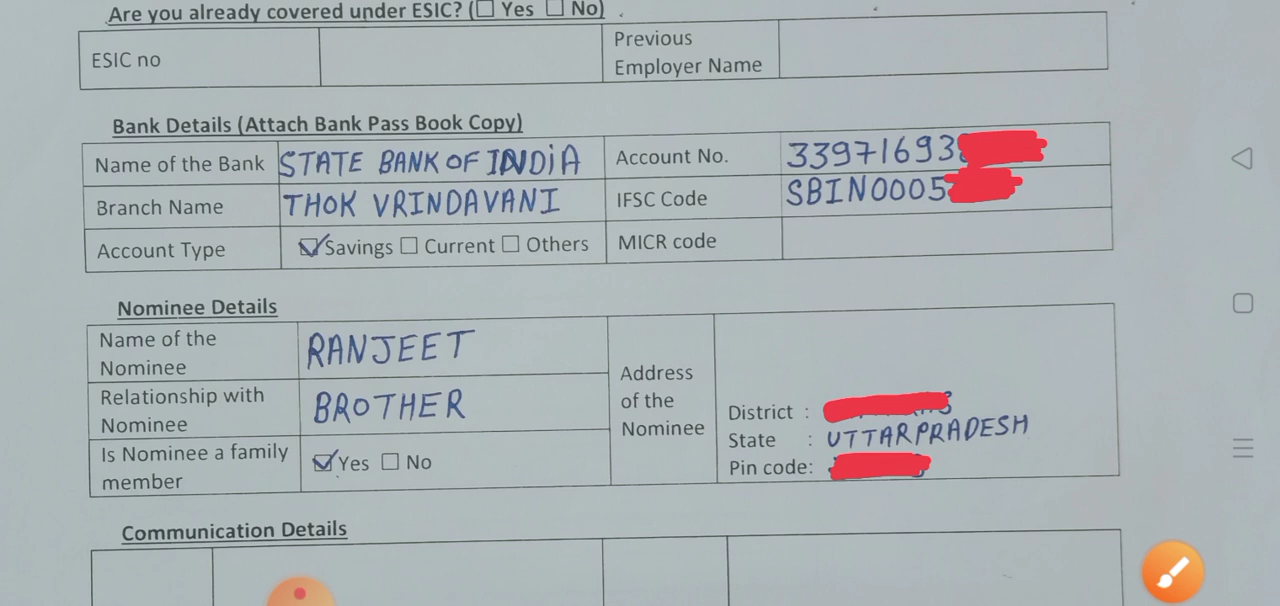 Are you already covered under ESIC? (☐ Yes ☐ No)
ESIC no
Previous
Employer Name
Bank Details (Attach Bank Pass Book Copy)
Name of the Bank STATE BANK OF INDIA Account No. 33971693
Branch Name THOK VRINDAVANI IFSC Code SBIN0005
Account Type ☑ Savings ☐ Current ☐ Others MICR code
Nominee Details
Name of the
Nominee
RANJEET
Relationship with
Nominee
BROTHER
Is Nominee a family
member
☑ Yes ☐ No
Address
of the
Nominee
District :
State : UTTARPRADESH
Pin code:
Communication Details